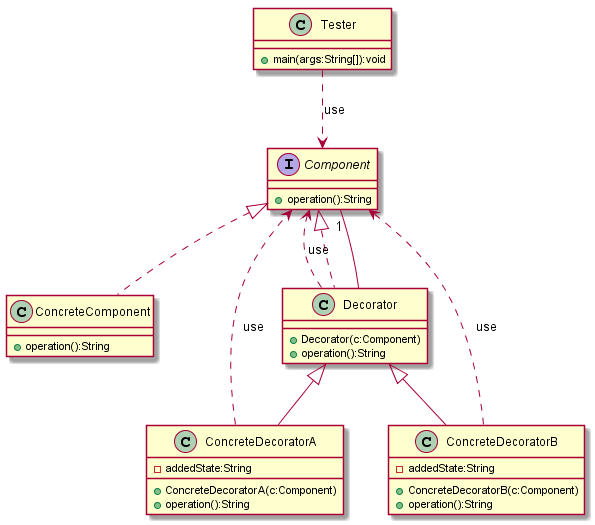 C Tester
main(args:String[]):void
use
I Component
operation():String
1
use
C ConcreteComponent
operation():String
C Decorator
Decorator(c:Component)
operation():String
use
use
C ConcreteDecoratorA
addedState:String
ConcreteDecoratorA(c:Component)
operation():String
C ConcreteDecoratorB
addedState:String
ConcreteDecoratorB(c:Component)
operation():String